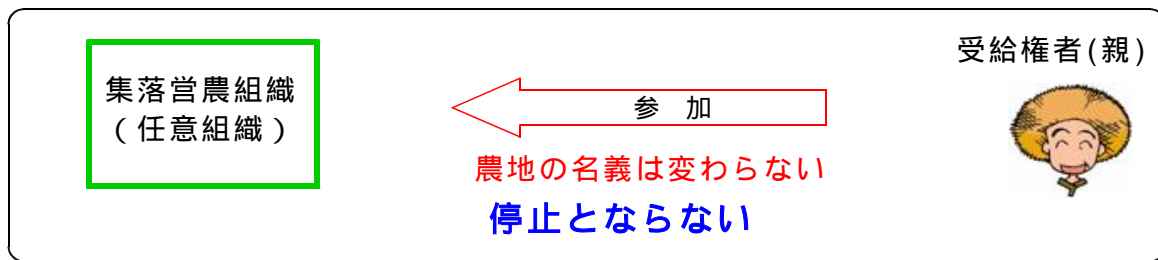 集落営農組織
（任意組織）
参　加
農地の名義は変わらない
停止とならない
受給権者(親)